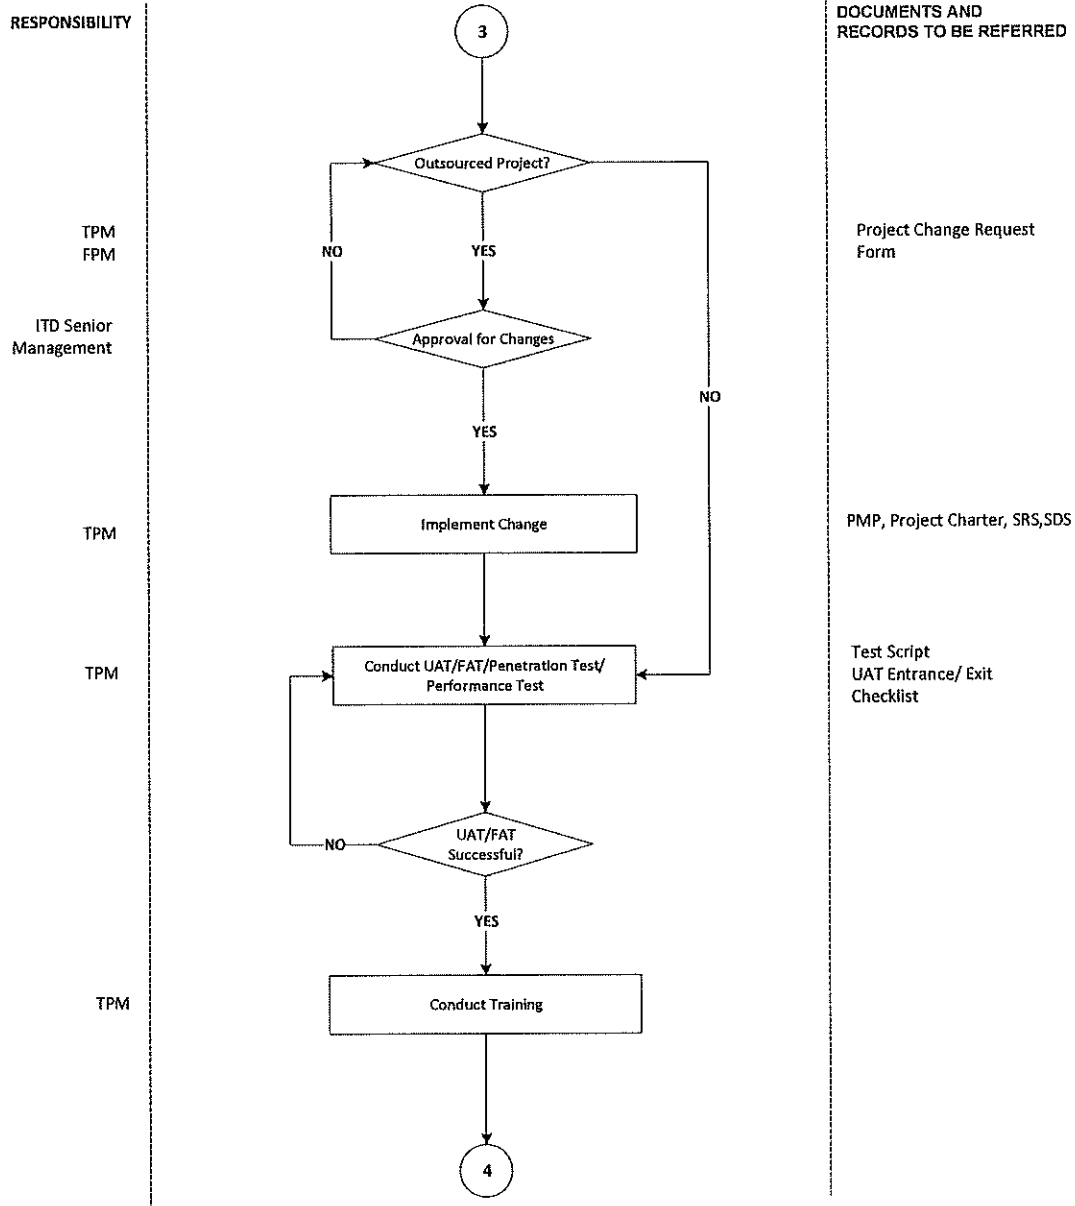 RESPONSIBILITY
3
DOCUMENTS AND
RECORDS TO BE REFERRED
Outsourced Project?
TPM
FPM
NO
YES
Project Change Request
Form
ITD Senior
Management
Approval for Changes
NO
YES
Implement Change
TPM
PMP, Project Charter, SRS,SDS
TPM
Conduct UAT/FAT/Penetration Test/
Performance Test
Test Script
UAT Entrance/ Exit
Checklist
NO
UAT/FAT
Successful?
YES
TPM
Conduct Training
4